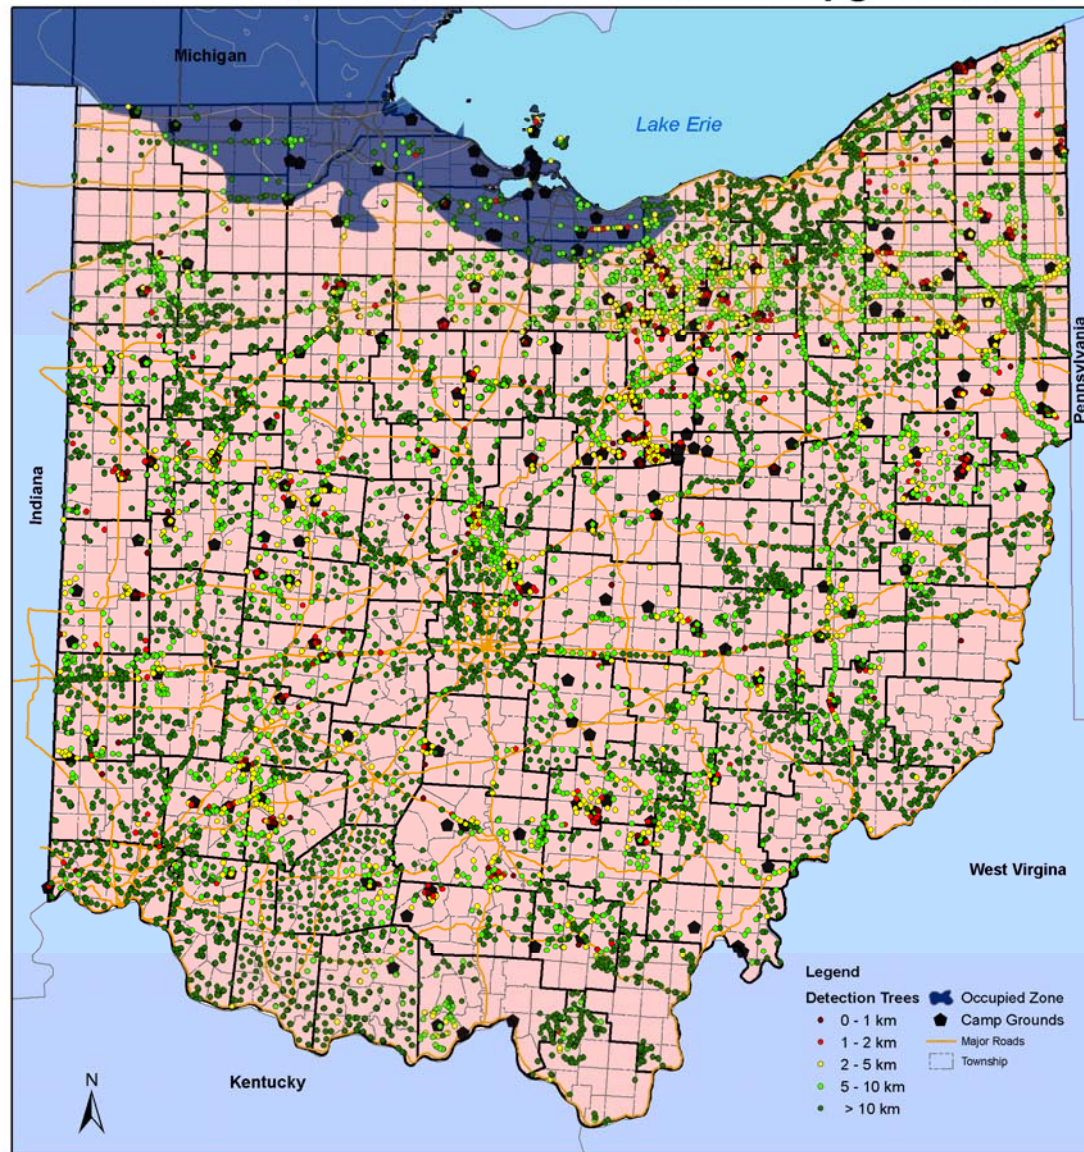 Michigan
Lake Erie
Pennsylvania
Indiana
West Virgina
Kentucky
N
Legend
Detection Trees
0 - 1 km
1 - 2 km
2 - 5 km
5 - 10 km
> 10 km
Occupied Zone
Camp Grounds
Major Roads
Township